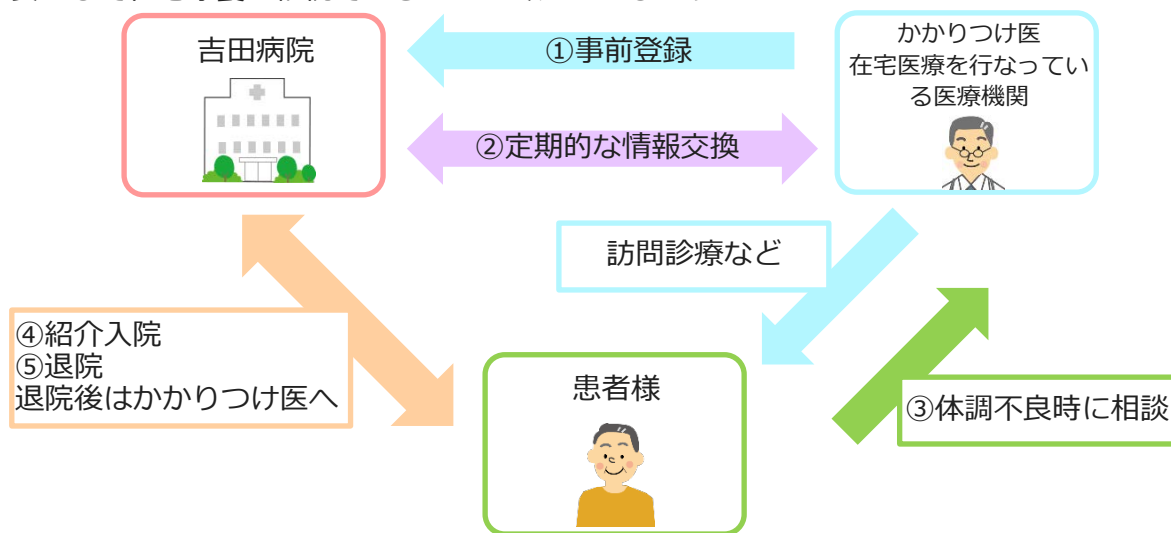 吉田病院
①事前登録
かかりつけ医
在宅医療を行なってい
る医療機関
②定期的な情報交換
訪問診療など
④紹介入院
⑤退院
退院後はかかりつけ医へ
患者様
③体調不良時に相談